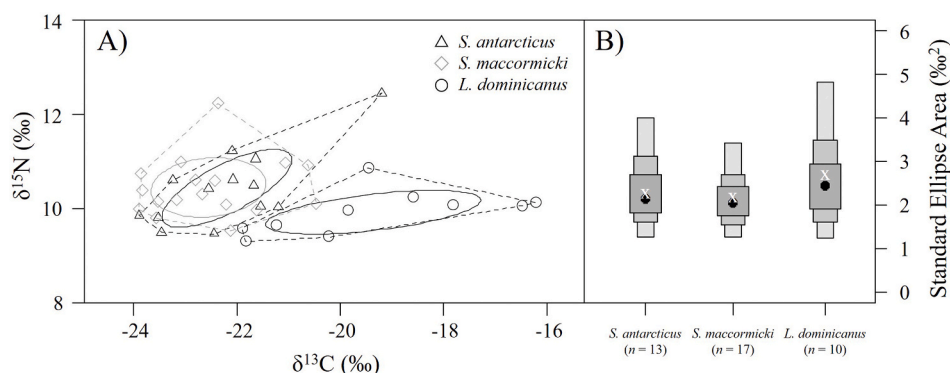 A)
S. antarcticus
S. maccormicki
L. dominicanus
14
12
10
8
δ15N (‰)
-24 -22 -20 -18 -16
δ13C (‰)
B)
X X X
6
5
4
3
2
1
0
Standard Ellipse Area (‰2)
S. antarcticus S. maccormicki L. dominicanus
(n = 13) (n = 17) (n = 10)